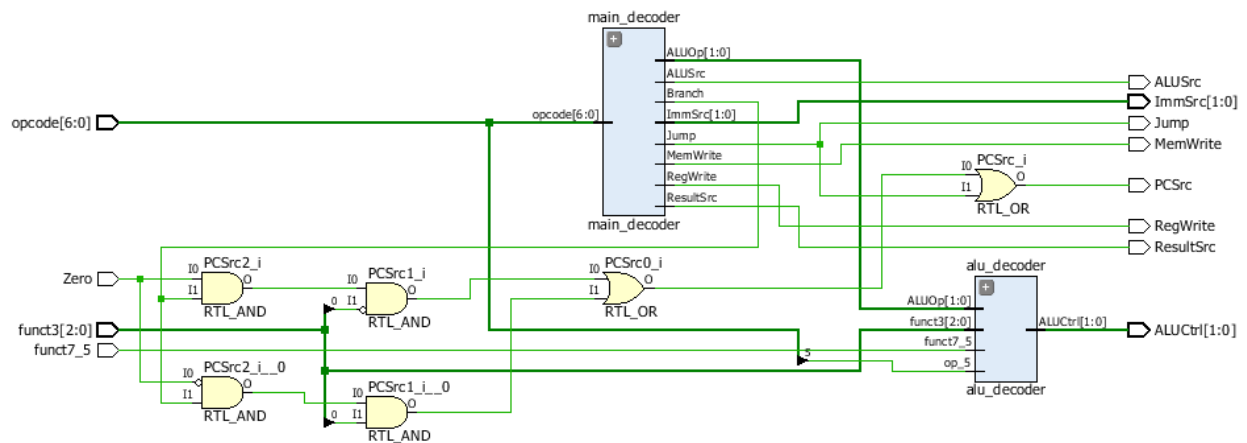 main_decoder
ALUOp[1:0]
ALUSrc
Branch
opcode[6:0]
ImmSrc[1:0]
Jump
MemWrite
RegWrite
ResultSrc
main_decoder
opcode[6:0]
ALUSrc
ImmSrc[1:0]
Jump
MemWrite
PCSrc
RegWrite
ResultSrc
PCSrc_i
I0
I1
O
RTL_OR
Zero
funct3[2:0]
funct7_5
PCSrc2_i
I0
I1
O
RTL_AND
PCSrc1_i
I0
0
I1
O
RTL_AND
PCSrc0_i
I0
I1
O
RTL_OR
PCSrc2_i__0
I0
I1
O
RTL_AND
PCSrc1_i__0
I0
0
I1
O
RTL_AND
alu_decoder
ALUOp[1:0]
funct3[2:0]
funct7_5
5
op_5
ALUCtrl[1:0]
alu_decoder
ALUCtrl[1:0]